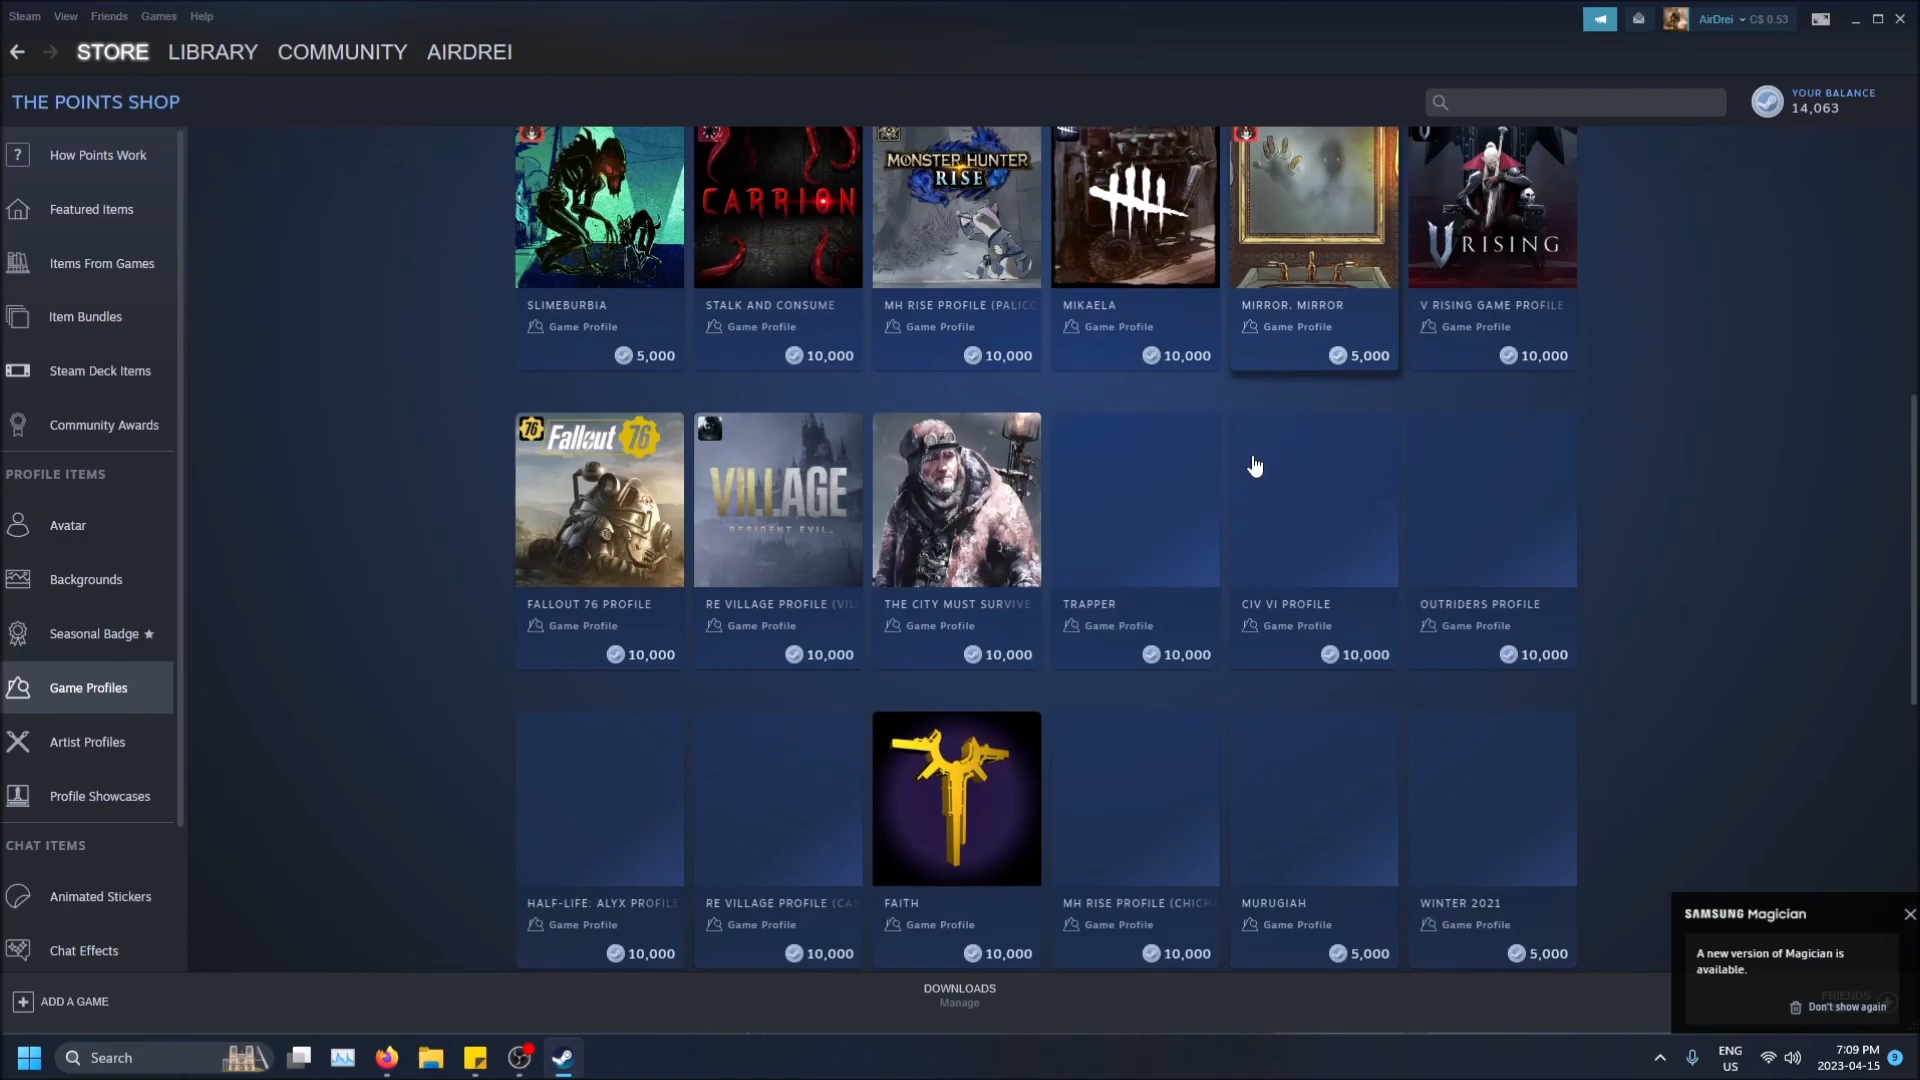 Steam View Friends Games Help
AirDrei C$ 0.53
STORE LIBRARY COMMUNITY AIRDREI
THE POINTS SHOP
YOUR BALANCE
14,063
How Points Work
Featured Items
Items From Games
Item Bundles
Steam Deck Items
Community Awards
PROFILE ITEMS
Avatar
Backgrounds
Seasonal Badge ★
Game Profiles
Artist Profiles
Profile Showcases
CHAT ITEMS
Animated Stickers
Chat Effects
SLIMEBURBIA
Game Profile
5,000
CARRION
STALK AND CONSUME
Game Profile
10,000
MONSTER HUNTER
RISE
MH RISE PROFILE (PALICO
Game Profile
10,000
MIKAELA
Game Profile
10,000
MIRROR, MIRROR
Game Profile
5,000
V RISING
V RISING GAME PROFILE
Game Profile
10,000
76 Fallout 76
FALLOUT 76 PROFILE
Game Profile
10,000
VILLAGE
RESIDENT EVIL
RE VILLAGE PROFILE (VIL
Game Profile
10,000
THE CITY MUST SURVIVE
Game Profile
10,000
TRAPPER
Game Profile
10,000
CIV VI PROFILE
Game Profile
10,000
OUTRIDERS PROFILE
Game Profile
10,000
HALF-LIFE: ALYX PROFILE
Game Profile
10,000
RE VILLAGE PROFILE (CA
Game Profile
10,000
FAITH
Game Profile
10,000
MH RISE PROFILE (CHICH
Game Profile
10,000
MURUGIAH
Game Profile
5,000
WINTER 2021
Game Profile
5,000
SAMSUNG Magician
A new version of Magician is
available.
FRIENDS
Don't show again
ADD A GAME
DOWNLOADS
Manage
Search
ENG
US
7:09 PM
2023-04-15
9